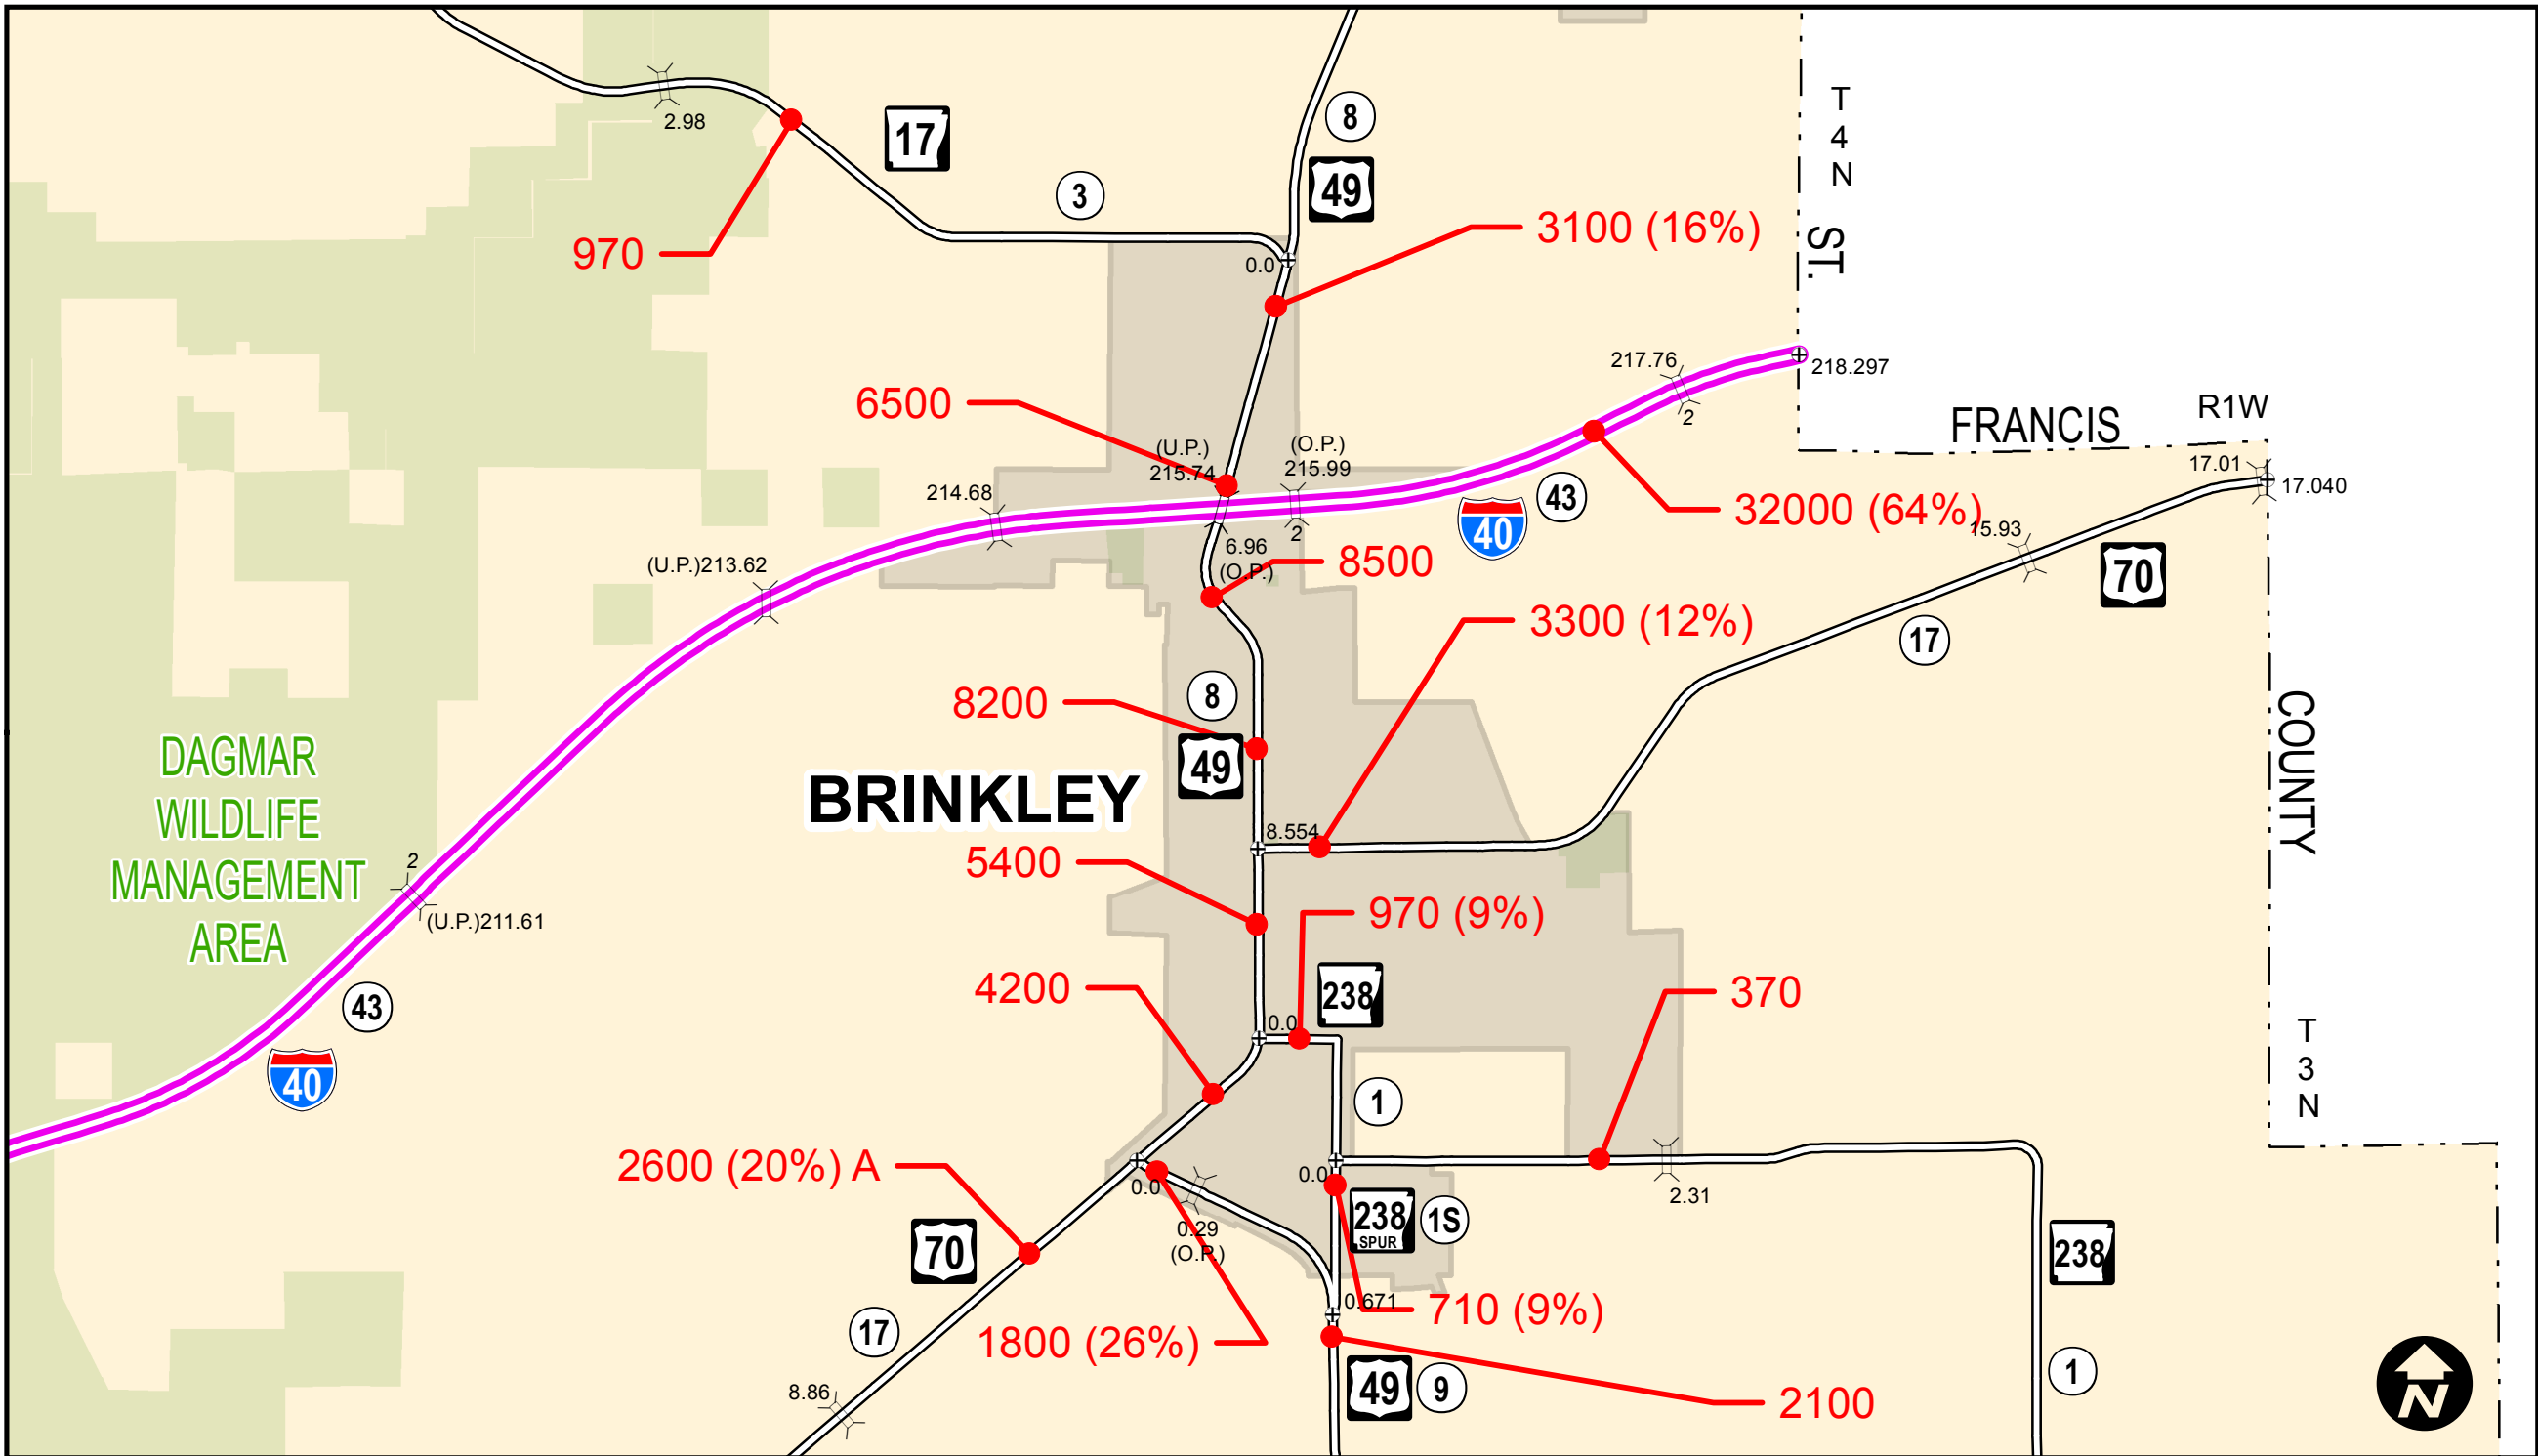 T
4
N
8
2.98
17
49
3
3100 (16%)
ST.
970
0.0
217.76
218.297
6500
FRANCIS
R1W
(U.P.)
215.74
(O.P.)
215.99
2
17.01
17.040
214.68
43
40
32000 (64%)
15.93
2
6.96
(O.P.)
8500
(U.P.)213.62
70
3300 (12%)
17
8
8200
49
COUNTY
DAGMAR
WILDLIFE
MANAGEMENT
AREA
BRINKLEY
8.554
5400
2
(U.P.)211.61
970 (9%)
4200
238
370
43
0.0
T
3
N
40
1
2600 (20%) A
0.0
0.0
2.31
0.29
(O.P.)
238
SPUR
1S
70
238
0.671
710 (9%)
17
1800 (26%)
8.86
49
9
2100
1
N